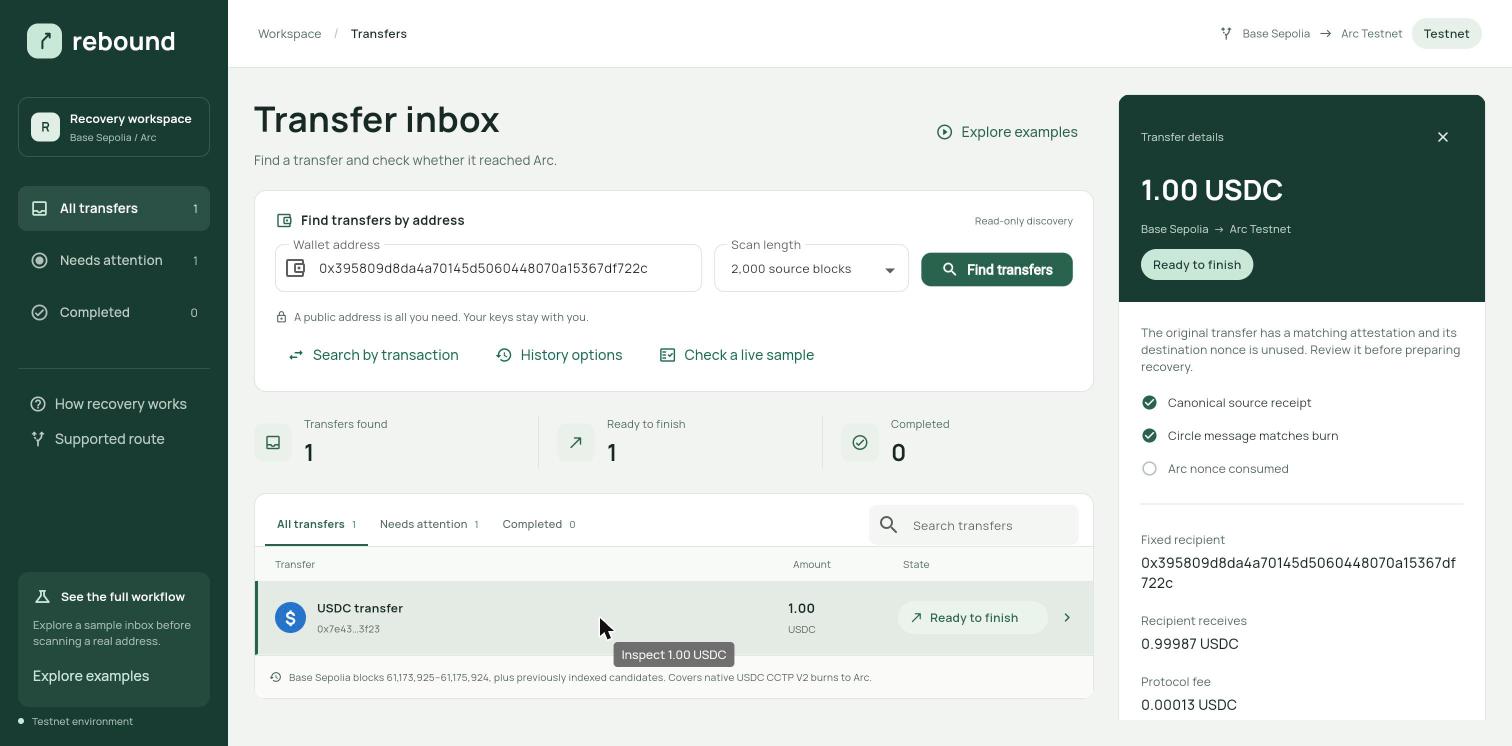 rebound
R
Recovery workspace
Base Sepolia / Arc
All transfers 1
Needs attention 1
Completed 0
How recovery works
Supported route
See the full workflow
Explore a sample inbox before
scanning a real address.
Explore examples
Testnet environment
Workspace / Transfers
Base Sepolia → Arc Testnet Testnet
Transfer inbox
Find a transfer and check whether it reached Arc.
Explore examples
Find transfers by address
Read-only discovery
Wallet address
0x395809d8da4a70145d5060448070a15367df722c
Scan length
2,000 source blocks
Find transfers
A public address is all you need. Your keys stay with you.
Search by transaction
History options
Check a live sample
Transfers found
1
Ready to finish
1
Completed
0
All transfers 1
Needs attention 1
Completed 0
Search transfers
Transfer Amount State
USDC transfer
0x7e43…3f23
1.00
USDC
Ready to finish
Inspect 1.00 USDC
Base Sepolia blocks 61,173,925–61,175,924, plus previously indexed candidates. Covers native USDC CCTP V2 burns to Arc.
Transfer details
1.00 USDC
Base Sepolia → Arc Testnet
Ready to finish
The original transfer has a matching attestation and its
destination nonce is unused. Review it before preparing
recovery.
Canonical source receipt
Circle message matches burn
Arc nonce consumed
Fixed recipient
0x395809d8da4a70145d5060448070a15367df
722c
Recipient receives
0.99987 USDC
Protocol fee
0.00013 USDC